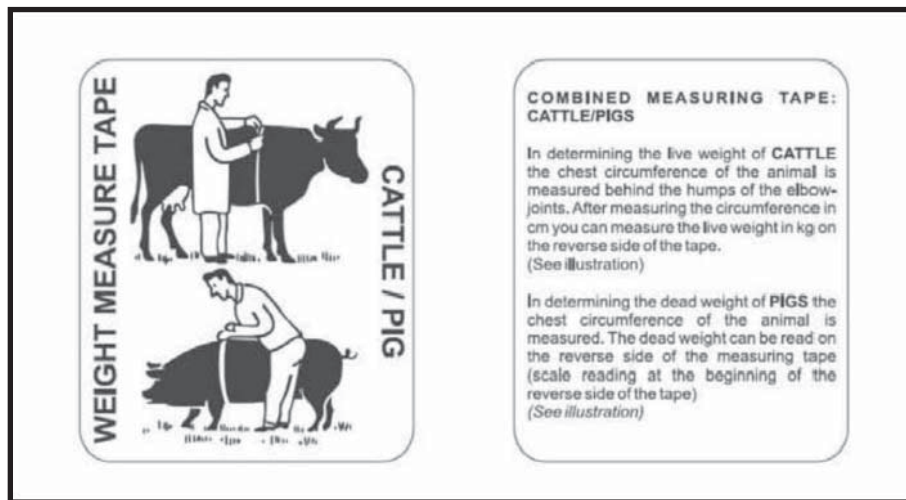 WEIGHT MEASURE TAPE
CATTLE / PIG
COMBINED MEASURING TAPE:
CATTLE/PIGS
In determining the live weight of CATTLE
the chest circumference of the animal is
measured behind the humps of the elbow-
joints. After measuring the circumference in
cm you can measure the live weight in kg on
the reverse side of the tape.
(See illustration)
In determining the dead weight of PIGS the
chest circumference of the animal is
measured. The dead weight can be read on
the reverse side of the measuring tape
(scale reading at the beginning of the
reverse side of the tape)
(See illustration)